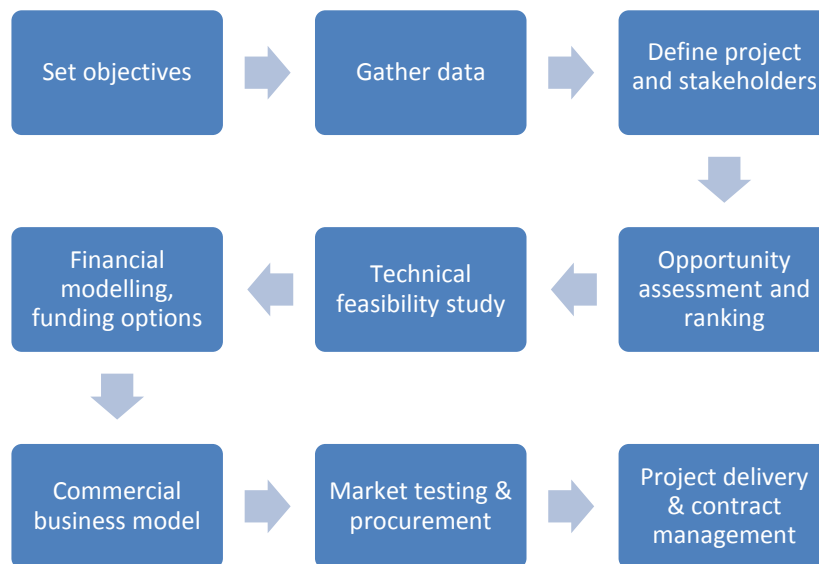 Set objectives
Gather data
Define project
and stakeholders
Opportunity
assessment and
ranking
Technical
feasibility study
Financial
modelling,
funding options
Commercial
business model
Market testing &
procurement
Project delivery
& contract
management